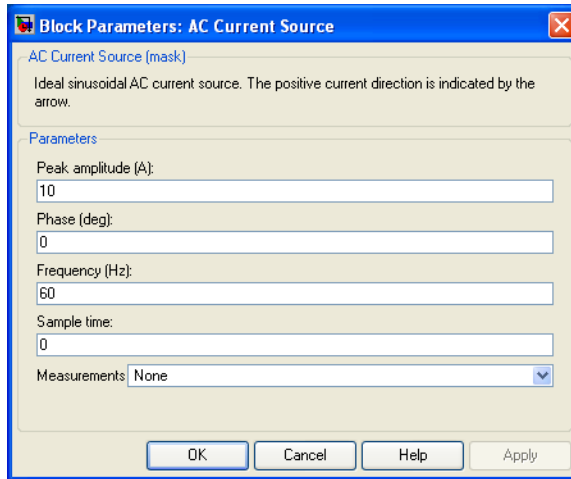 Block Parameters: AC Current Source
AC Current Source (mask)
Ideal sinusoidal AC current source. The positive current direction is indicated by the
arrow.
Parameters
Peak amplitude (A):
10
Phase (deg):
0
Frequency (Hz):
60
Sample time:
0
Measurements None
OK Cancel Help Apply